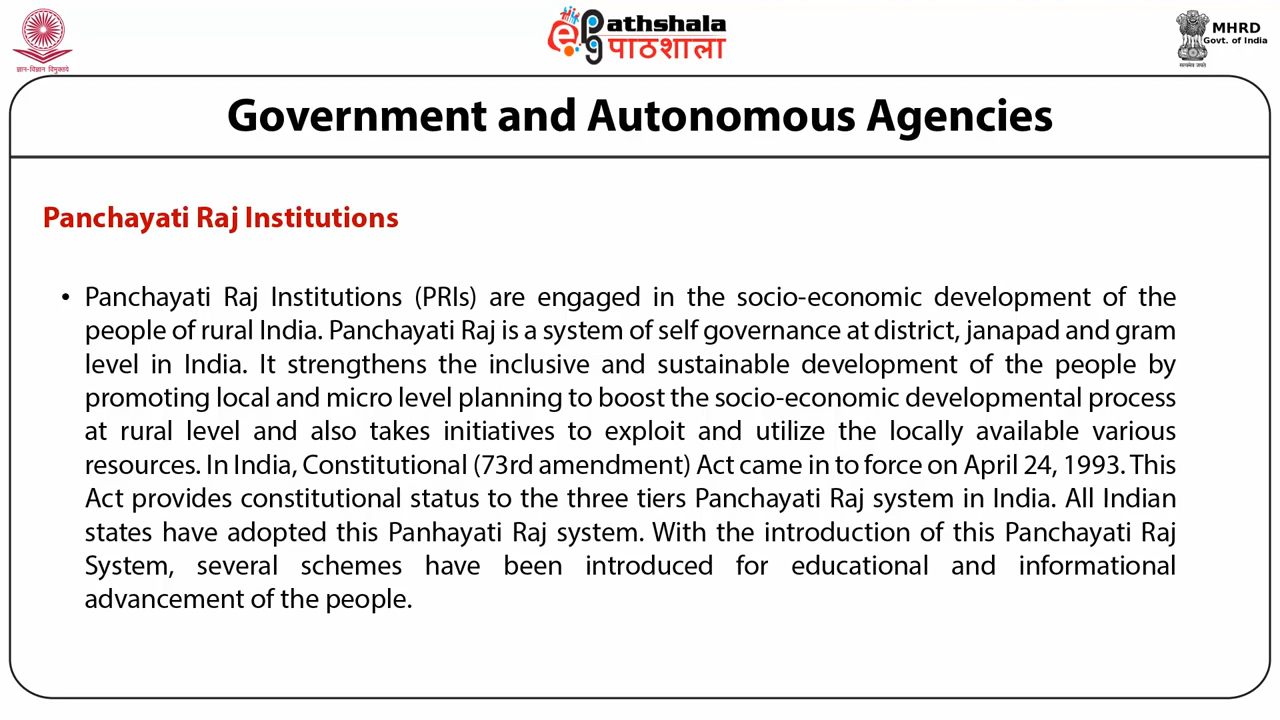 ज्ञान-विज्ञान विमुक्तये
ePathshala
पाठशाला
MHRD
Govt. of India
सत्यमेव जयते
Government and Autonomous Agencies
Panchayati Raj Institutions
• Panchayati Raj Institutions (PRIs) are engaged in the socio-economic development of the
people of rural India. Panchayati Raj is a system of self governance at district, janapad and gram
level in India. It strengthens the inclusive and sustainable development of the people by
promoting local and micro level planning to boost the socio-economic developmental process
at rural level and also takes initiatives to exploit and utilize the locally available various
resources. In India, Constitutional (73rd amendment) Act came in to force on April 24, 1993. This
Act provides constitutional status to the three tiers Panchayati Raj system in India. All Indian
states have adopted this Panhayati Raj system. With the introduction of this Panchayati Raj
System, several schemes have been introduced for educational and informational
advancement of the people.